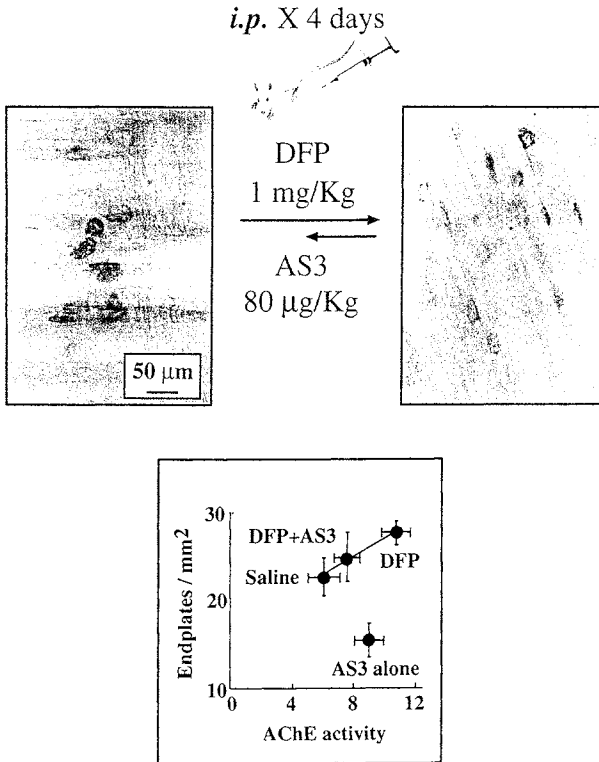 i.p. X 4 days
DFP
1 mg/Kg
AS3
80 μg/Kg
50 μm
30
20
10
Endplates / mm²
DFP+AS3
Saline
DFP
AS3 alone
0
4
8
12
AChE activity